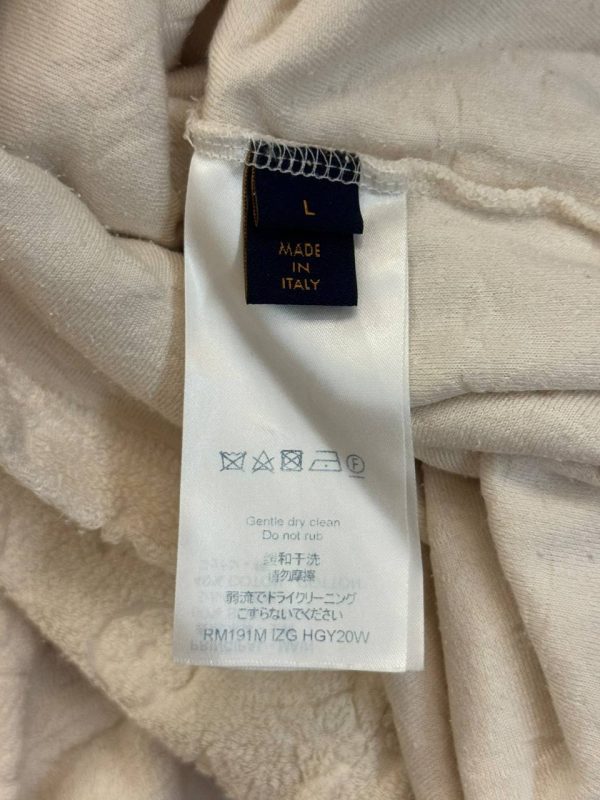 L
MADE
IN
ITALY
F
Gentle dry clean
Do not rub
缓和干洗
请勿摩擦
弱流でドライクリーニング
こすらないでください
RM191M IZG HGY20W